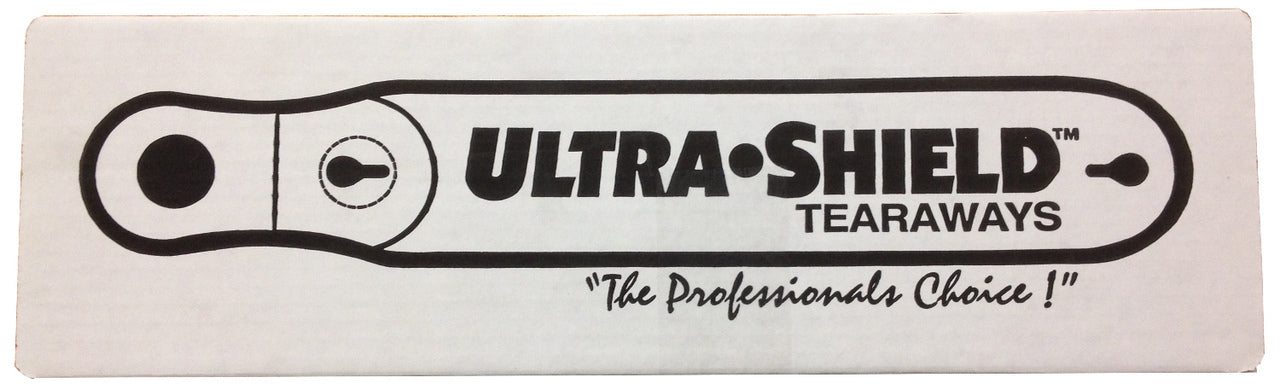 ULTRA•SHIELD™
TEARAWAYS
"The Professionals Choice!"